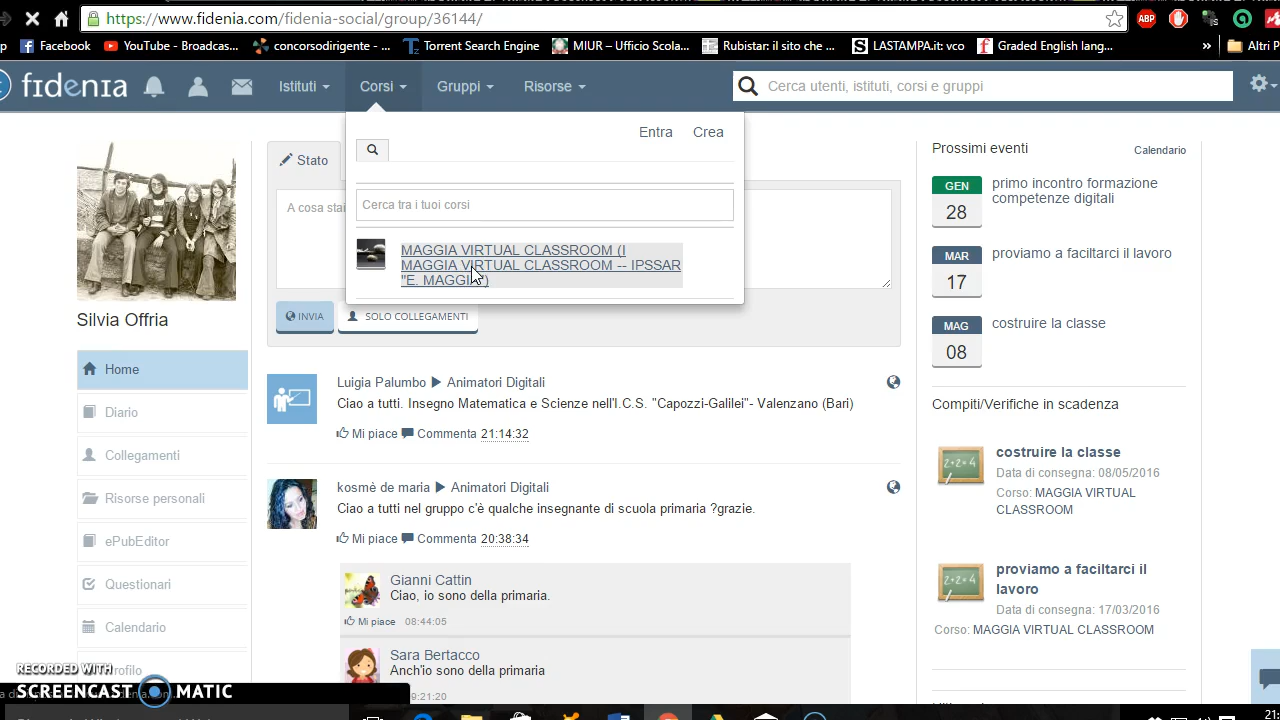 https://www.fidenia.com/fidenia-social/group/36144/
ABP
Facebook
YouTube - Broadcas...
concorsodirigente - ...
Torrent Search Engine
MIUR – Ufficio Scola...
Rubistar: il sito che ...
LASTAMPA.it: vco
Graded English lang...
»
Altri P
fidenia
Istituti
Corsi
Gruppi
Risorse
Cerca utenti, istituti, corsi e gruppi
Entra
Crea
Cerca tra i tuoi corsi
MAGGIA VIRTUAL CLASSROOM (I
MAGGIA VIRTUAL CLASSROOM -- IPSSAR
Stato
A cosa stai
INVIA
SOLO COLLEGAMENTI
Silvia Offria
Home
Diario
Collegamenti
Risorse personali
ePubEditor
Questionari
Calendario
Luigia Palumbo ▶ Animatori Digitali
Ciao a tutti. Insegno Matematica e Scienze nell'I.C.S. "Capozzi-Galilei"- Valenzano (Bari)
Mi piace Commenta 21:14:32
kosmè de maria ▶ Animatori Digitali
Ciao a tutti nel gruppo c'è qualche insegnante di scuola primaria ?grazie.
Mi piace Commenta 20:38:34
Gianni Cattin
Ciao, io sono della primaria.
Mi piace 08:44:05
Sara Bertacco
Anch'io sono della primaria
Prossimi eventi
Calendario
GEN
28
primo incontro formazione
competenze digitali
MAR
17
proviamo a faciltarci il lavoro
MAG
08
costruire la classe
Compiti/Verifiche in scadenza
2+2=4
costruire la classe
Data di consegna: 08/05/2016
Corso: MAGGIA VIRTUAL
CLASSROOM
2+2=4
proviamo a faciltarci il
lavoro
Data di consegna: 17/03/2016
Corso: MAGGIA VIRTUAL CLASSROOM
RECORDED WITH
SCREENCAST MATIC